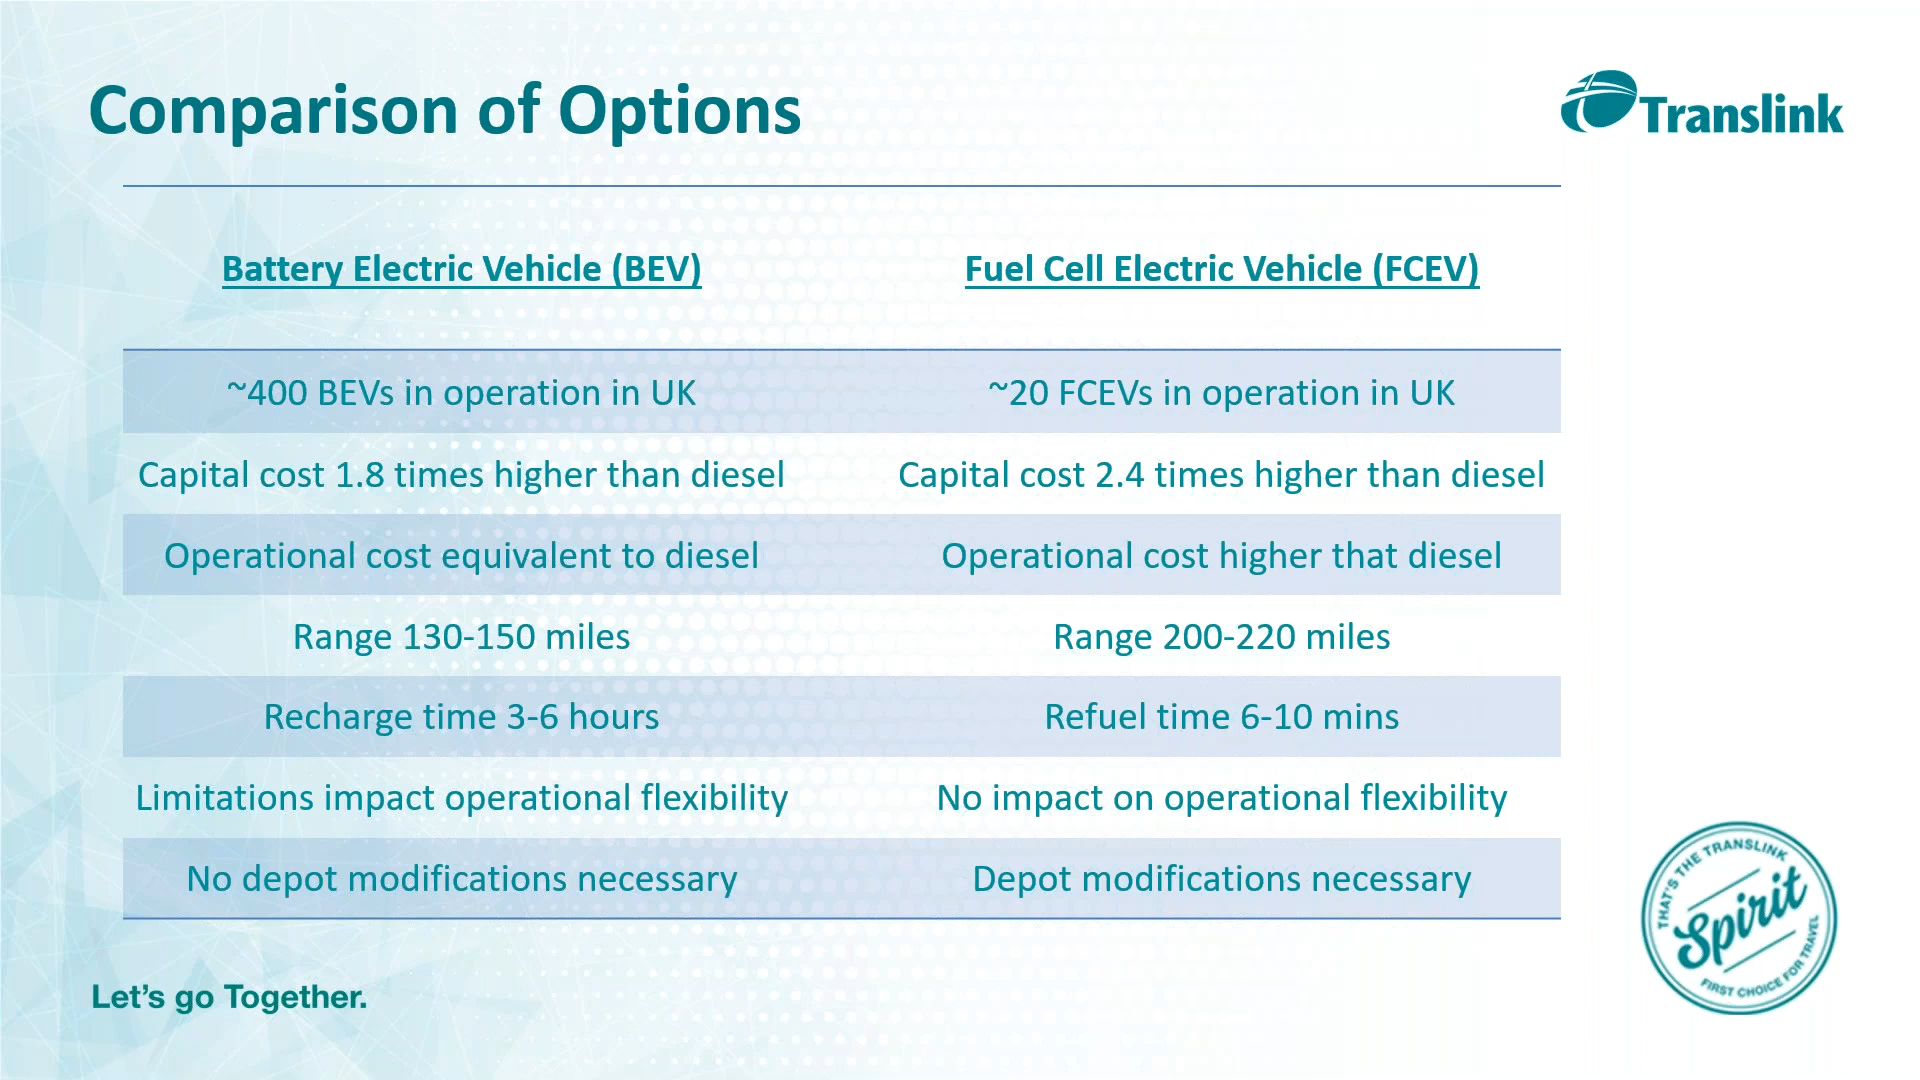 Comparison of Options
Translink
Battery Electric Vehicle (BEV)
Fuel Cell Electric Vehicle (FCEV)
~400 BEVs in operation in UK
~20 FCEVs in operation in UK
Capital cost 1.8 times higher than diesel
Capital cost 2.4 times higher than diesel
Operational cost equivalent to diesel
Operational cost higher that diesel
Range 130-150 miles
Range 200-220 miles
Recharge time 3-6 hours
Refuel time 6-10 mins
Limitations impact operational flexibility
No impact on operational flexibility
No depot modifications necessary
Depot modifications necessary
THAT'S THE TRANSLINK
Spirit
FIRST CHOICE FOR TRAVEL
Let's go Together.